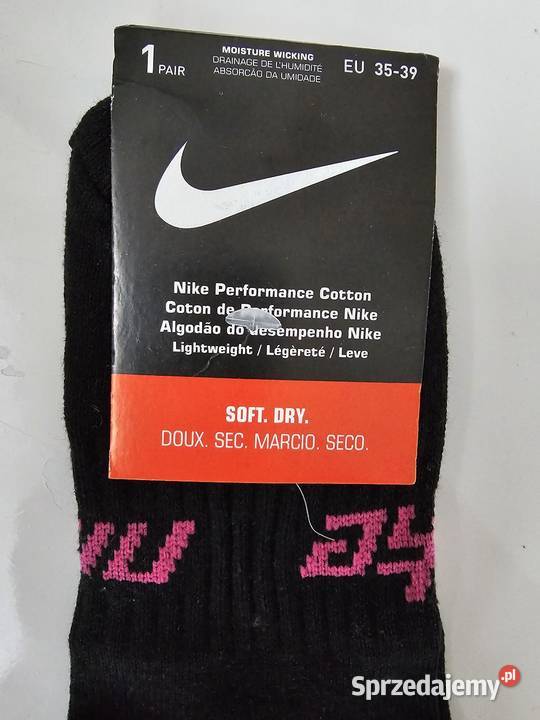 1 PAIR
MOISTURE WICKING
DRAINAGE DE L'HUMIDITÉ
ABSORCÃO DA UMIDADE
EU 35-39
Nike Performance Cotton
Coton de Performance Nike
Algodão do desempenho Nike
Lightweight / Légèreté / Leve
SOFT. DRY.
DOUX. SEC. MARCIO. SECO.
Sprzedajemy.pl